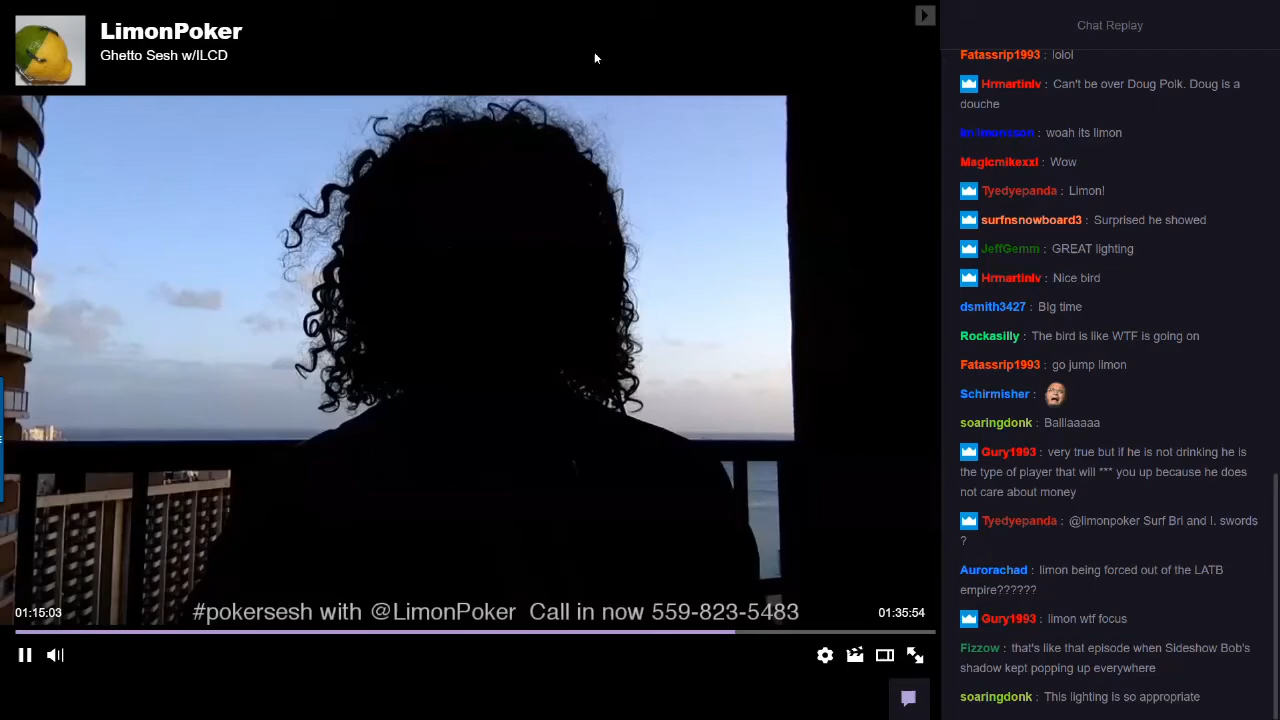 LimonPoker
Ghetto Sesh w/ILCD
01:15:03
#pokersesh with @LimonPoker Call in now 559-823-5483
01:35:54
Chat Replay
Fatassrip1993 : lolol
Hrmartinlv : Can't be over Doug Polk. Doug is a
douche
: woah its limon
Magicmikexxl : Wow
Tyedyepanda : Limon!
surfnsnowboard3 : Surprised he showed
JeffGemm : GREAT lighting
Hrmartinlv : Nice bird
dsmith3427 : BIg time
Rockasilly : The bird is like WTF is going on
Fatassrip1993 : go jump limon
Schirmisher :
soaringdonk : Balllaaaaa
Gury1993 : very true but if he is not drinking he is
the type of player that will *** you up because he does
not care about money
Tyedyepanda : @limonpoker Surf Bri and I. swords
?
Aurorachad : limon being forced out of the LATB
empire??????
Gury1993 : limon wtf focus
Fizzow : that's like that episode when Sideshow Bob's
shadow kept popping up everywhere
soaringdonk : This lighting is so appropriate